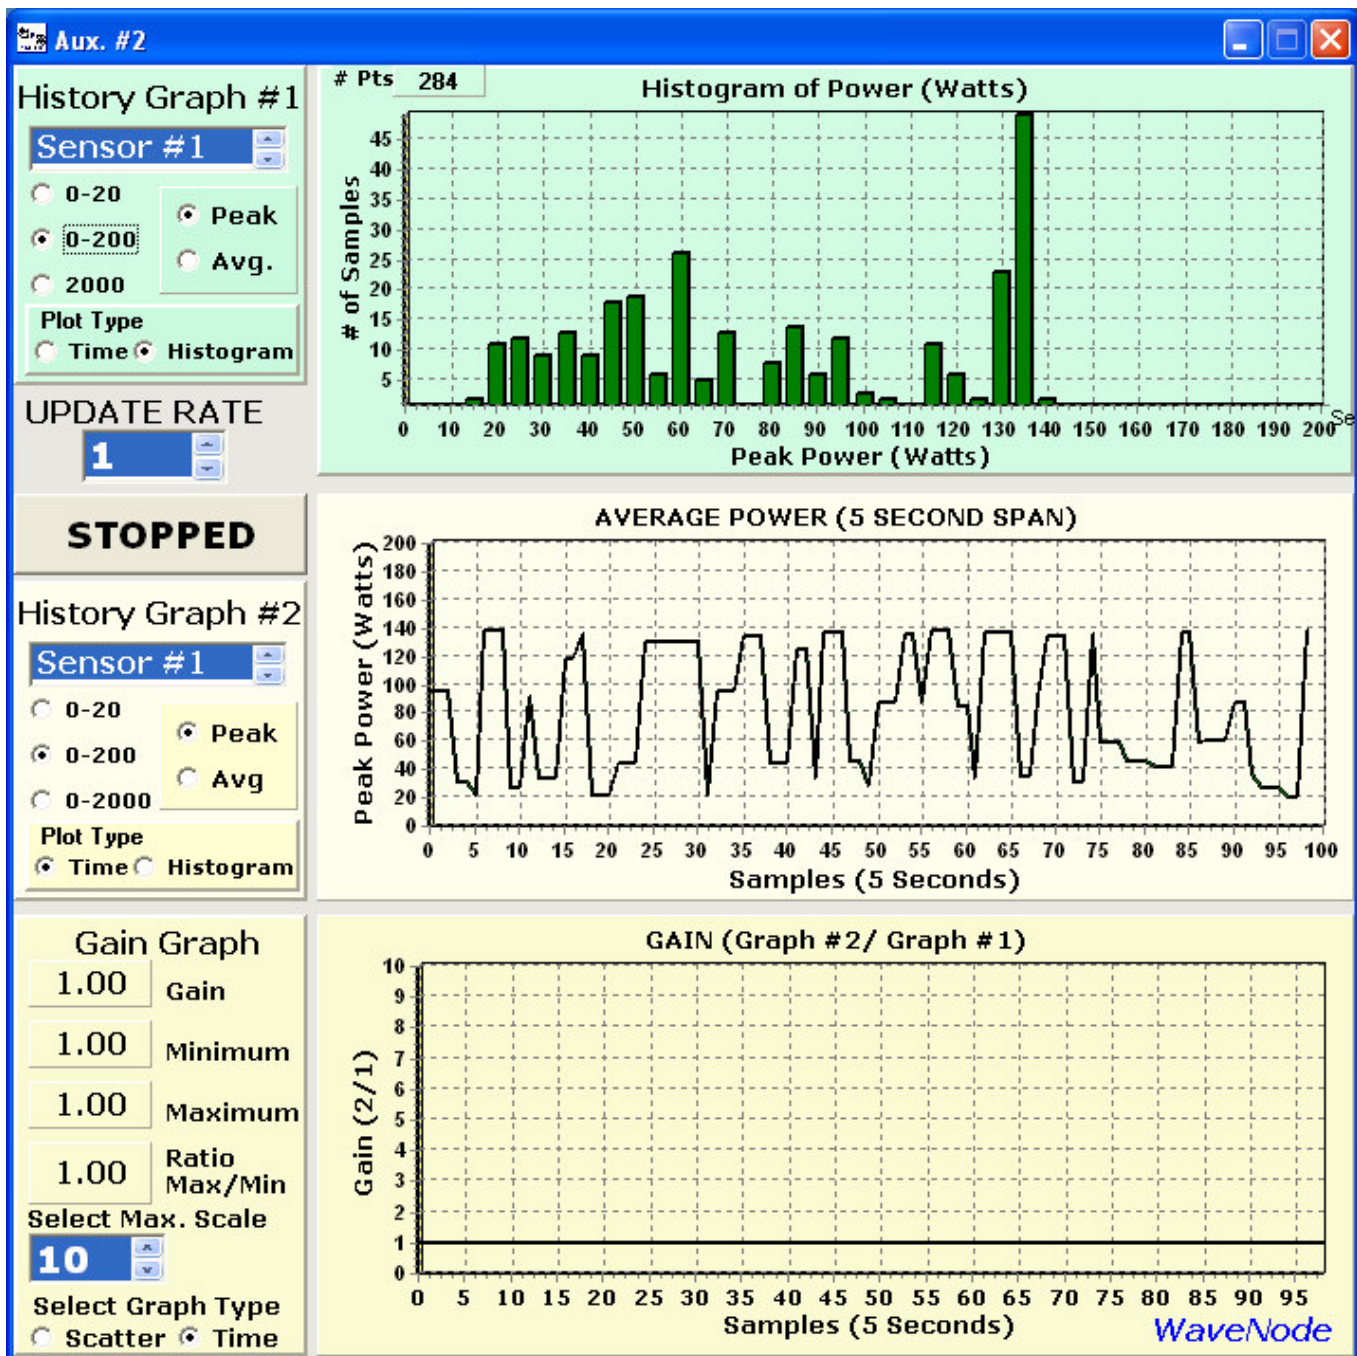 Aux. #2
History Graph #1
Sensor #1
0-20
0-200
2000
Peak
Avg.
Plot Type
Time Histogram
UPDATE RATE
1
STOPPED
History Graph #2
Sensor #1
0-20
0-200
0-2000
Peak
Avg
Plot Type
Time Histogram
Gain Graph
1.00 Gain
1.00 Minimum
1.00 Maximum
1.00 Ratio
Max/Min
Select Max. Scale
10
Select Graph Type
Scatter Time
# Pts 284
Histogram of Power (Watts)
# of Samples
45
40
35
30
25
20
15
10
5
0 10 20 30 40 50 60 70 80 90 100 110 120 130 140 150 160 170 180 190 200
Se
Peak Power (Watts)
AVERAGE POWER (5 SECOND SPAN)
Peak Power (Watts)
200
180
160
140
120
100
80
60
40
20
0
0 5 10 15 20 25 30 35 40 45 50 55 60 65 70 75 80 85 90 95 100
Samples (5 Seconds)
GAIN (Graph #2/ Graph #1)
Gain (2/1)
10
9
8
7
6
5
4
3
2
1
0
0 5 10 15 20 25 30 35 40 45 50 55 60 65 70 75 80 85 90 95
Samples (5 Seconds)
WaveNode